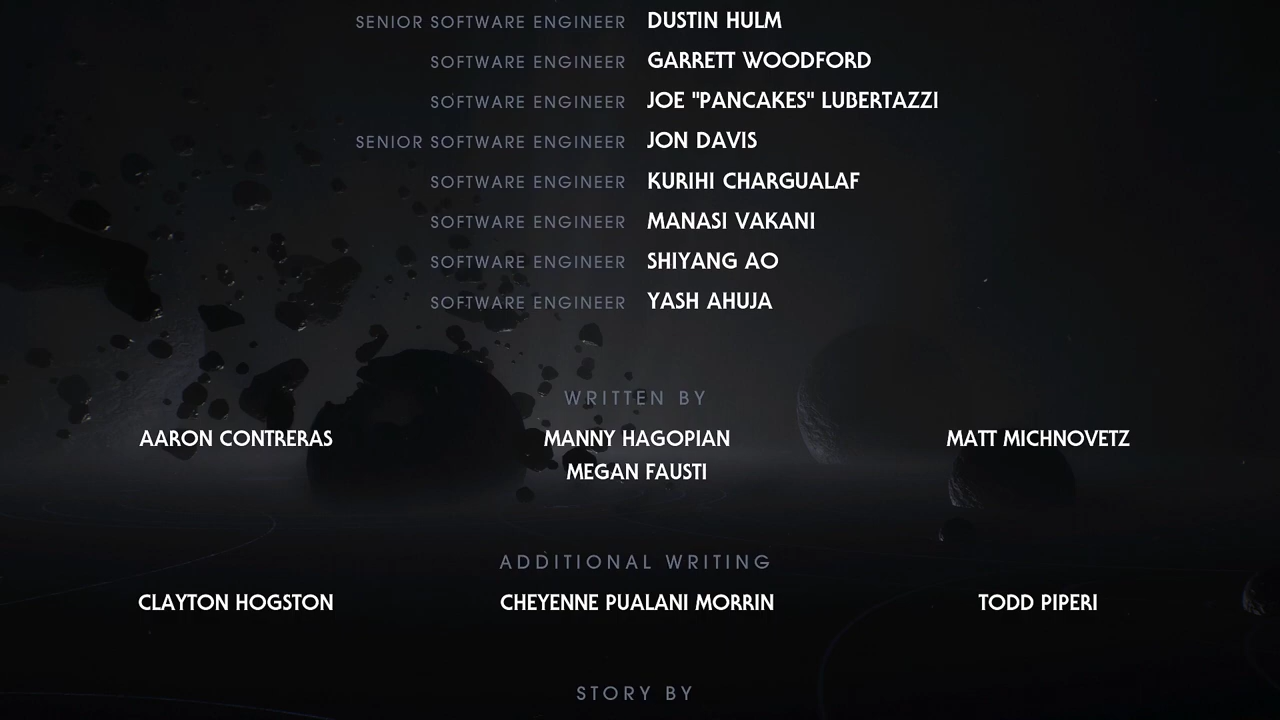 SENIOR SOFTWARE ENGINEER DUSTIN HULM
SOFTWARE ENGINEER GARRETT WOODFORD
SOFTWARE ENGINEER JOE "PANCAKES" LUBERTAZZI
SENIOR SOFTWARE ENGINEER JON DAVIS
SOFTWARE ENGINEER KURIHI CHARGUALAF
SOFTWARE ENGINEER MANASI VAKANI
SOFTWARE ENGINEER SHIYANG AO
SOFTWARE ENGINEER YASH AHUJA
WRITTEN BY
AARON CONTRERAS MANNY HAGOPIAN MATT MICHNOVETZ
MEGAN FAUSTI
ADDITIONAL WRITING
CLAYTON HOGSTON CHEYENNE PUALANI MORRIN TODD PIPERI
STORY BY